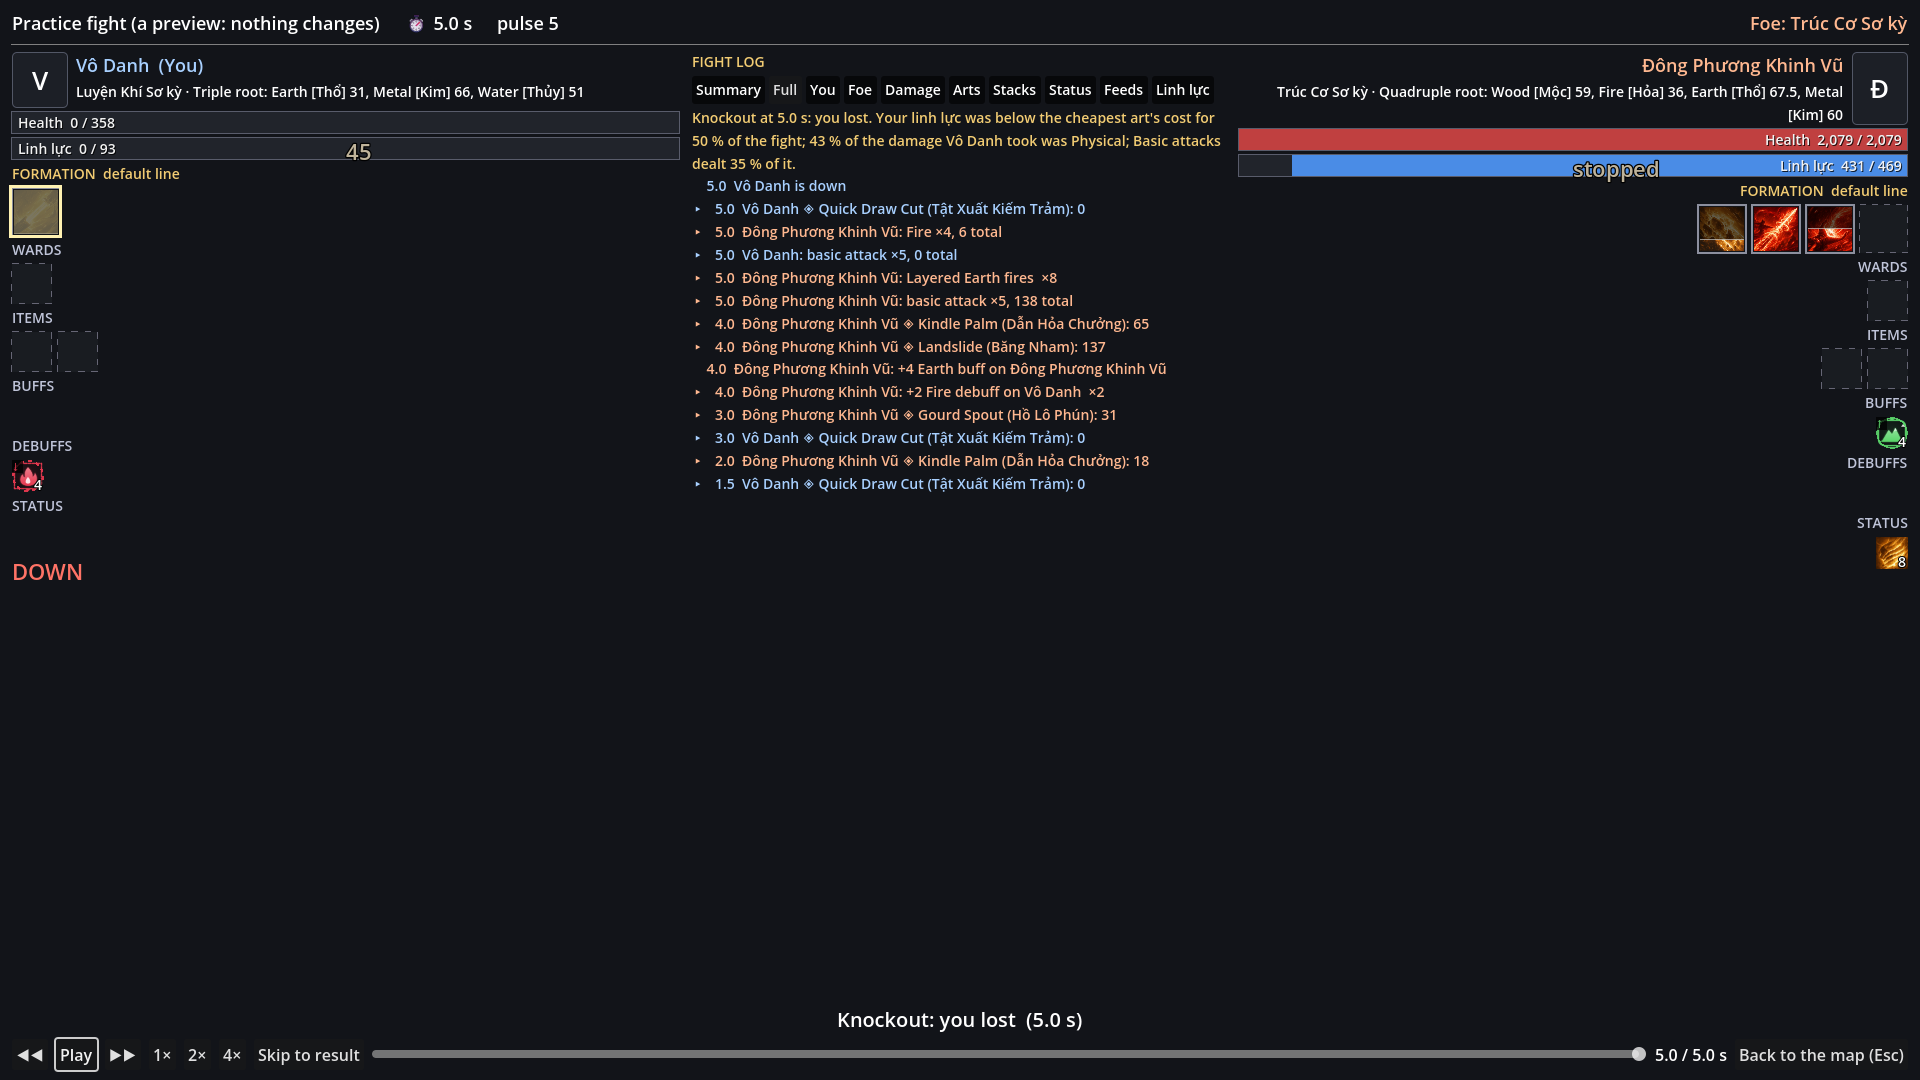 Practice fight (a preview: nothing changes) 5.0 s pulse 5
Foe: Trúc Cơ Sơ kỳ
V
Vô Danh (You)
Luyện Khí Sơ kỳ · Triple root: Earth [Thổ] 31, Metal [Kim] 66, Water [Thủy] 51
Health 0 / 358
Linh lực 0 / 93
45
FORMATION default line
WARDS
ITEMS
BUFFS
DEBUFFS
4
STATUS
DOWN
FIGHT LOG
Summary Full You Foe Damage Arts Stacks Status Feeds Linh lực
Knockout at 5.0 s: you lost. Your linh lực was below the cheapest art's cost for
50 % of the fight; 43 % of the damage Vô Danh took was Physical; Basic attacks
dealt 35 % of it.
5.0 Vô Danh is down
‣ 5.0 Vô Danh ◈ Quick Draw Cut (Tật Xuất Kiếm Trảm): 0
‣ 5.0 Đông Phương Khinh Vũ: Fire ×4, 6 total
‣ 5.0 Vô Danh: basic attack ×5, 0 total
‣ 5.0 Đông Phương Khinh Vũ: Layered Earth fires ×8
‣ 5.0 Đông Phương Khinh Vũ: basic attack ×5, 138 total
‣ 4.0 Đông Phương Khinh Vũ ◈ Kindle Palm (Dẫn Hỏa Chưởng): 65
‣ 4.0 Đông Phương Khinh Vũ ◈ Landslide (Băng Nham): 137
4.0 Đông Phương Khinh Vũ: +4 Earth buff on Đông Phương Khinh Vũ
‣ 4.0 Đông Phương Khinh Vũ: +2 Fire debuff on Vô Danh ×2
‣ 3.0 Đông Phương Khinh Vũ ◈ Gourd Spout (Hồ Lô Phún): 31
‣ 3.0 Vô Danh ◈ Quick Draw Cut (Tật Xuất Kiếm Trảm): 0
‣ 2.0 Đông Phương Khinh Vũ ◈ Kindle Palm (Dẫn Hỏa Chưởng): 18
‣ 1.5 Vô Danh ◈ Quick Draw Cut (Tật Xuất Kiếm Trảm): 0
Đông Phương Khinh Vũ
Đ
Trúc Cơ Sơ kỳ · Quadruple root: Wood [Mộc] 59, Fire [Hỏa] 36, Earth [Thổ] 67.5, Metal
[Kim] 60
Health 2,079 / 2,079
stopped
Linh lực 431 / 469
FORMATION default line
WARDS
ITEMS
BUFFS
4
DEBUFFS
STATUS
8
Knockout: you lost (5.0 s)
◀◀ Play ▶▶ 1× 2× 4× Skip to result 5.0 / 5.0 s Back to the map (Esc)